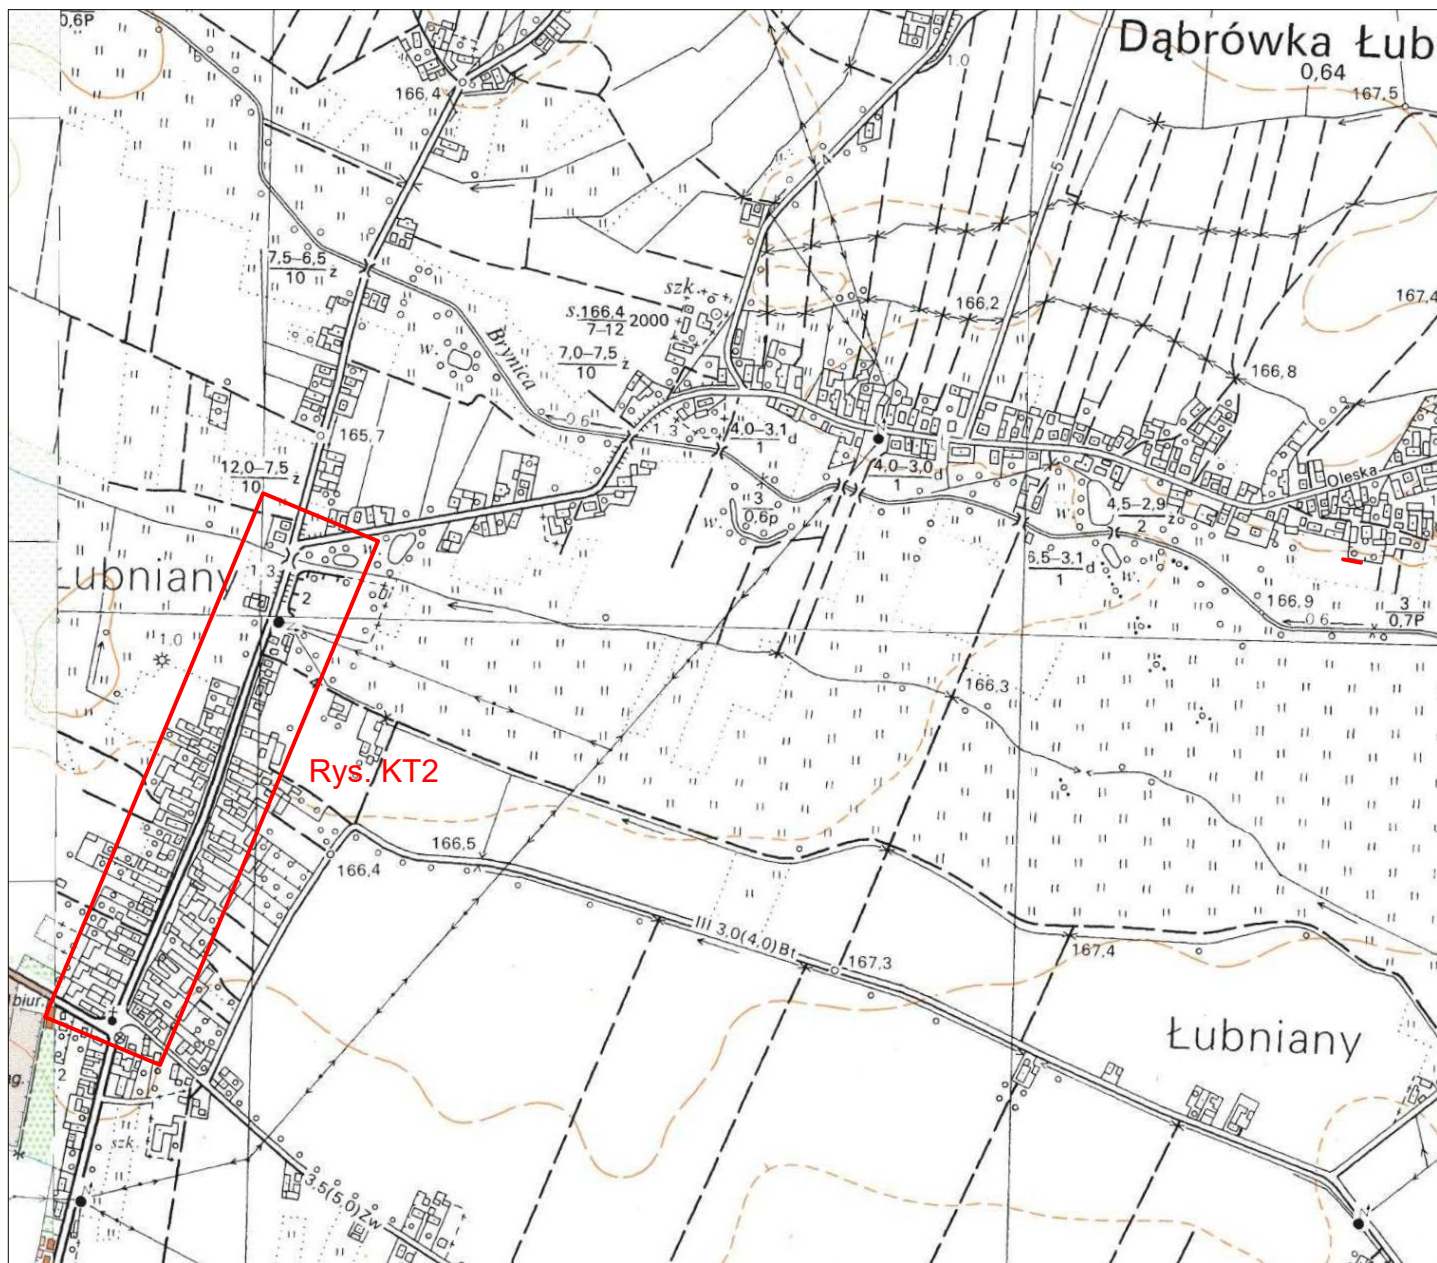 0,6P
Dąbrówka Łub
0,64
1.0
166,4
167,5
4
5
7,5–6,5 ż
10
szk.
166.2
167,4
s.166,4
7–12
2000
Brynica
w.
7,0–7,5 ż
10
166,8
165,7
0.6
1.3
4,0–3,1 d
1
12,0–7,5 ż
10
4,0–3,0 d
1
Oleska
3
0,6p
w.
w.
4,5–2,9 ż
2
1.3
w
Łubniany
6,5–3,1 d
1
w.
2
166,9
3
0,7P
0.6
1.0
4
166,3
Rys. KT2
166,5
166,4
III 3.0(4,0)Bt
167,3
167,4
biur.
Łubniany
2
ng.
szk.
3,5(5,0)Żw